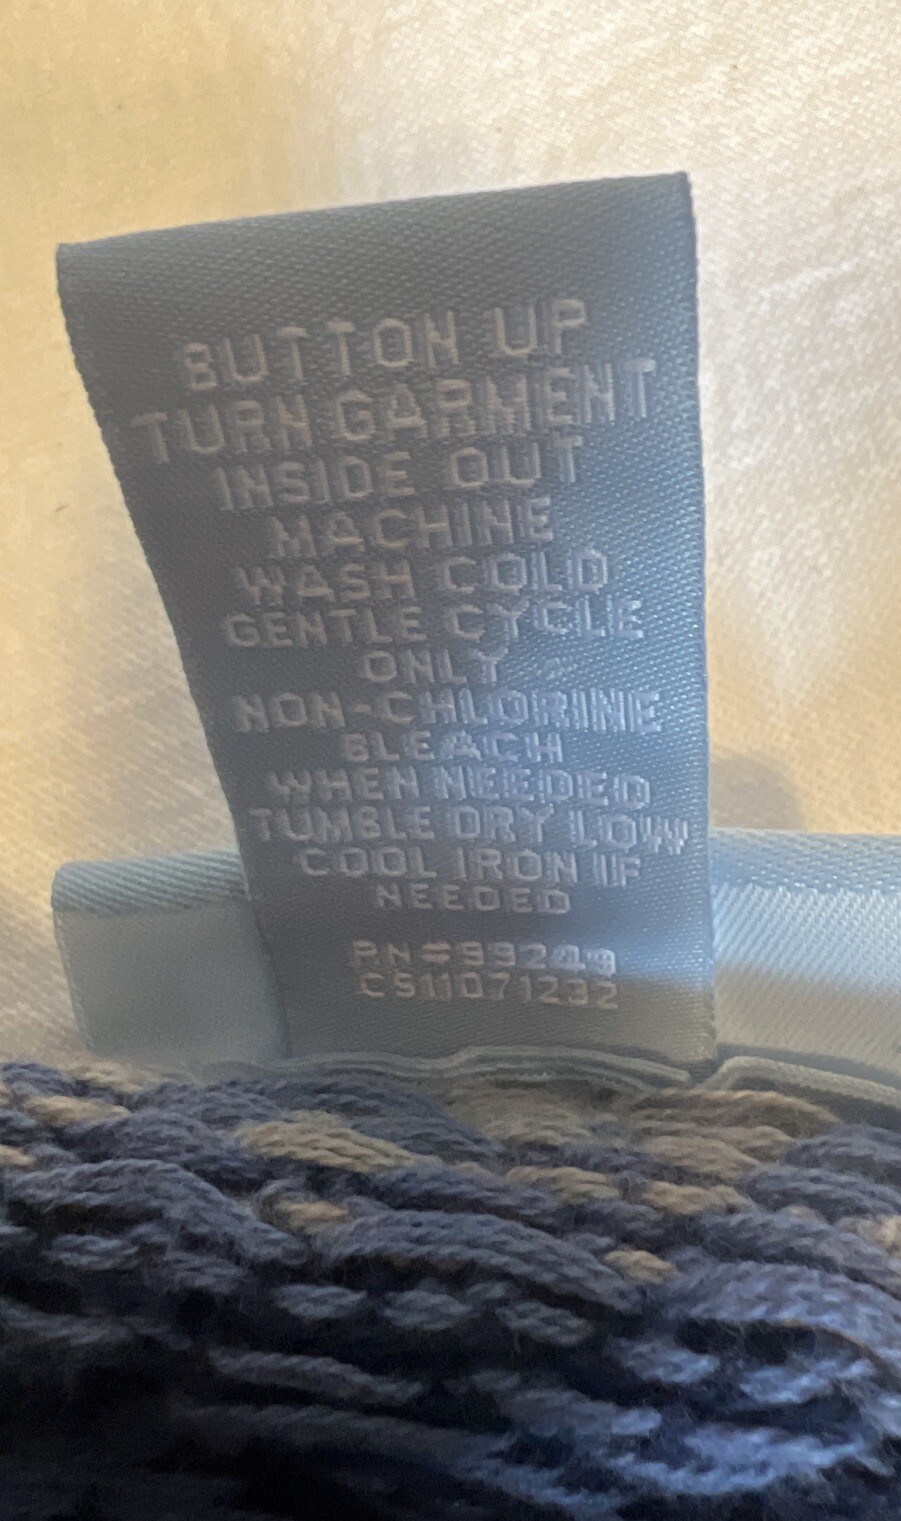 BUTTON UP
TURN GARMENT
INSIDE OUT
MACHINE
WASH COLD
GENTLE CYCLE
ONLY
NON-CHLORINE
BLEACH
WHEN NEEDED
TUMBLE DRY LOW
COOL IRON IF
NEEDED
CS11071232